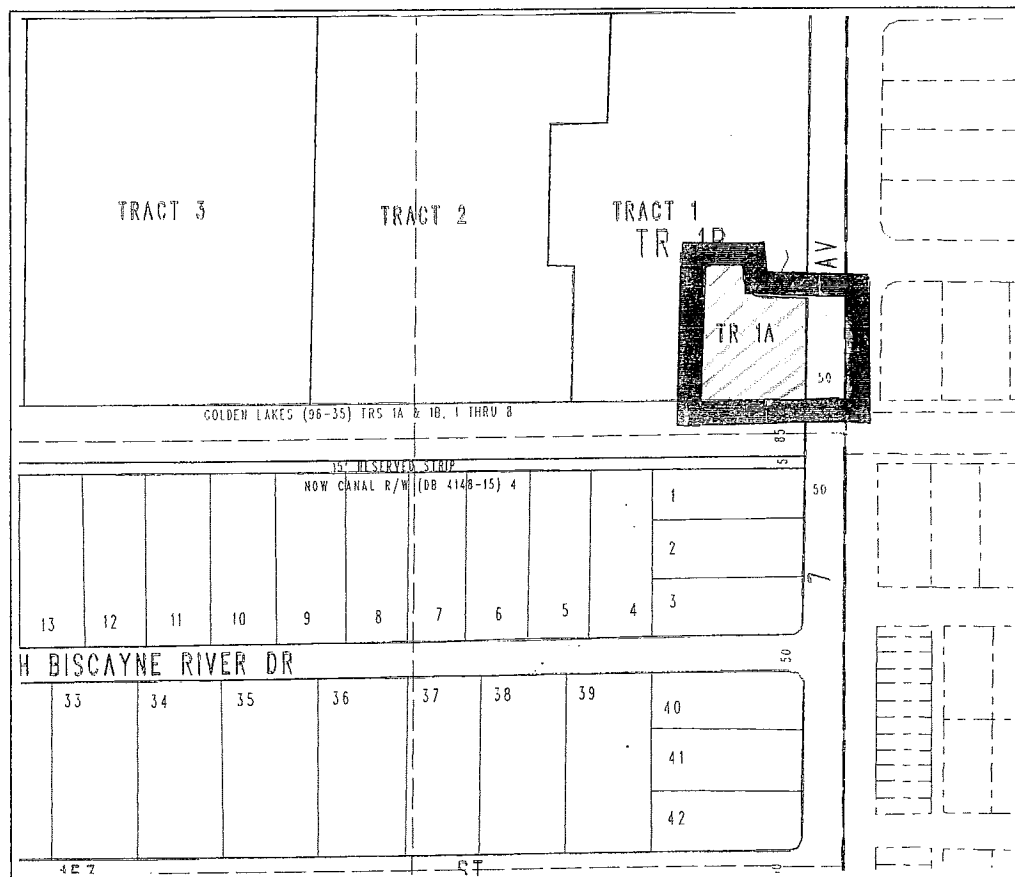 TRACT 3
TRACT 2
TRACT 1
TR 1B
AV
TR 1A
50
GOLDEN LAKES (96-35) TRS 1A & 1B, 1 THRU 8
85
15' RESERVED STRIP
5
NOW CANAL R/W (DB 4148-15) 4
50
1
2
3
7
13 12 11 10 9 8 7 6 5 4
H BISCAYNE RIVER DR
50
33 34 35 36 37 38 39 40
41
42
ST